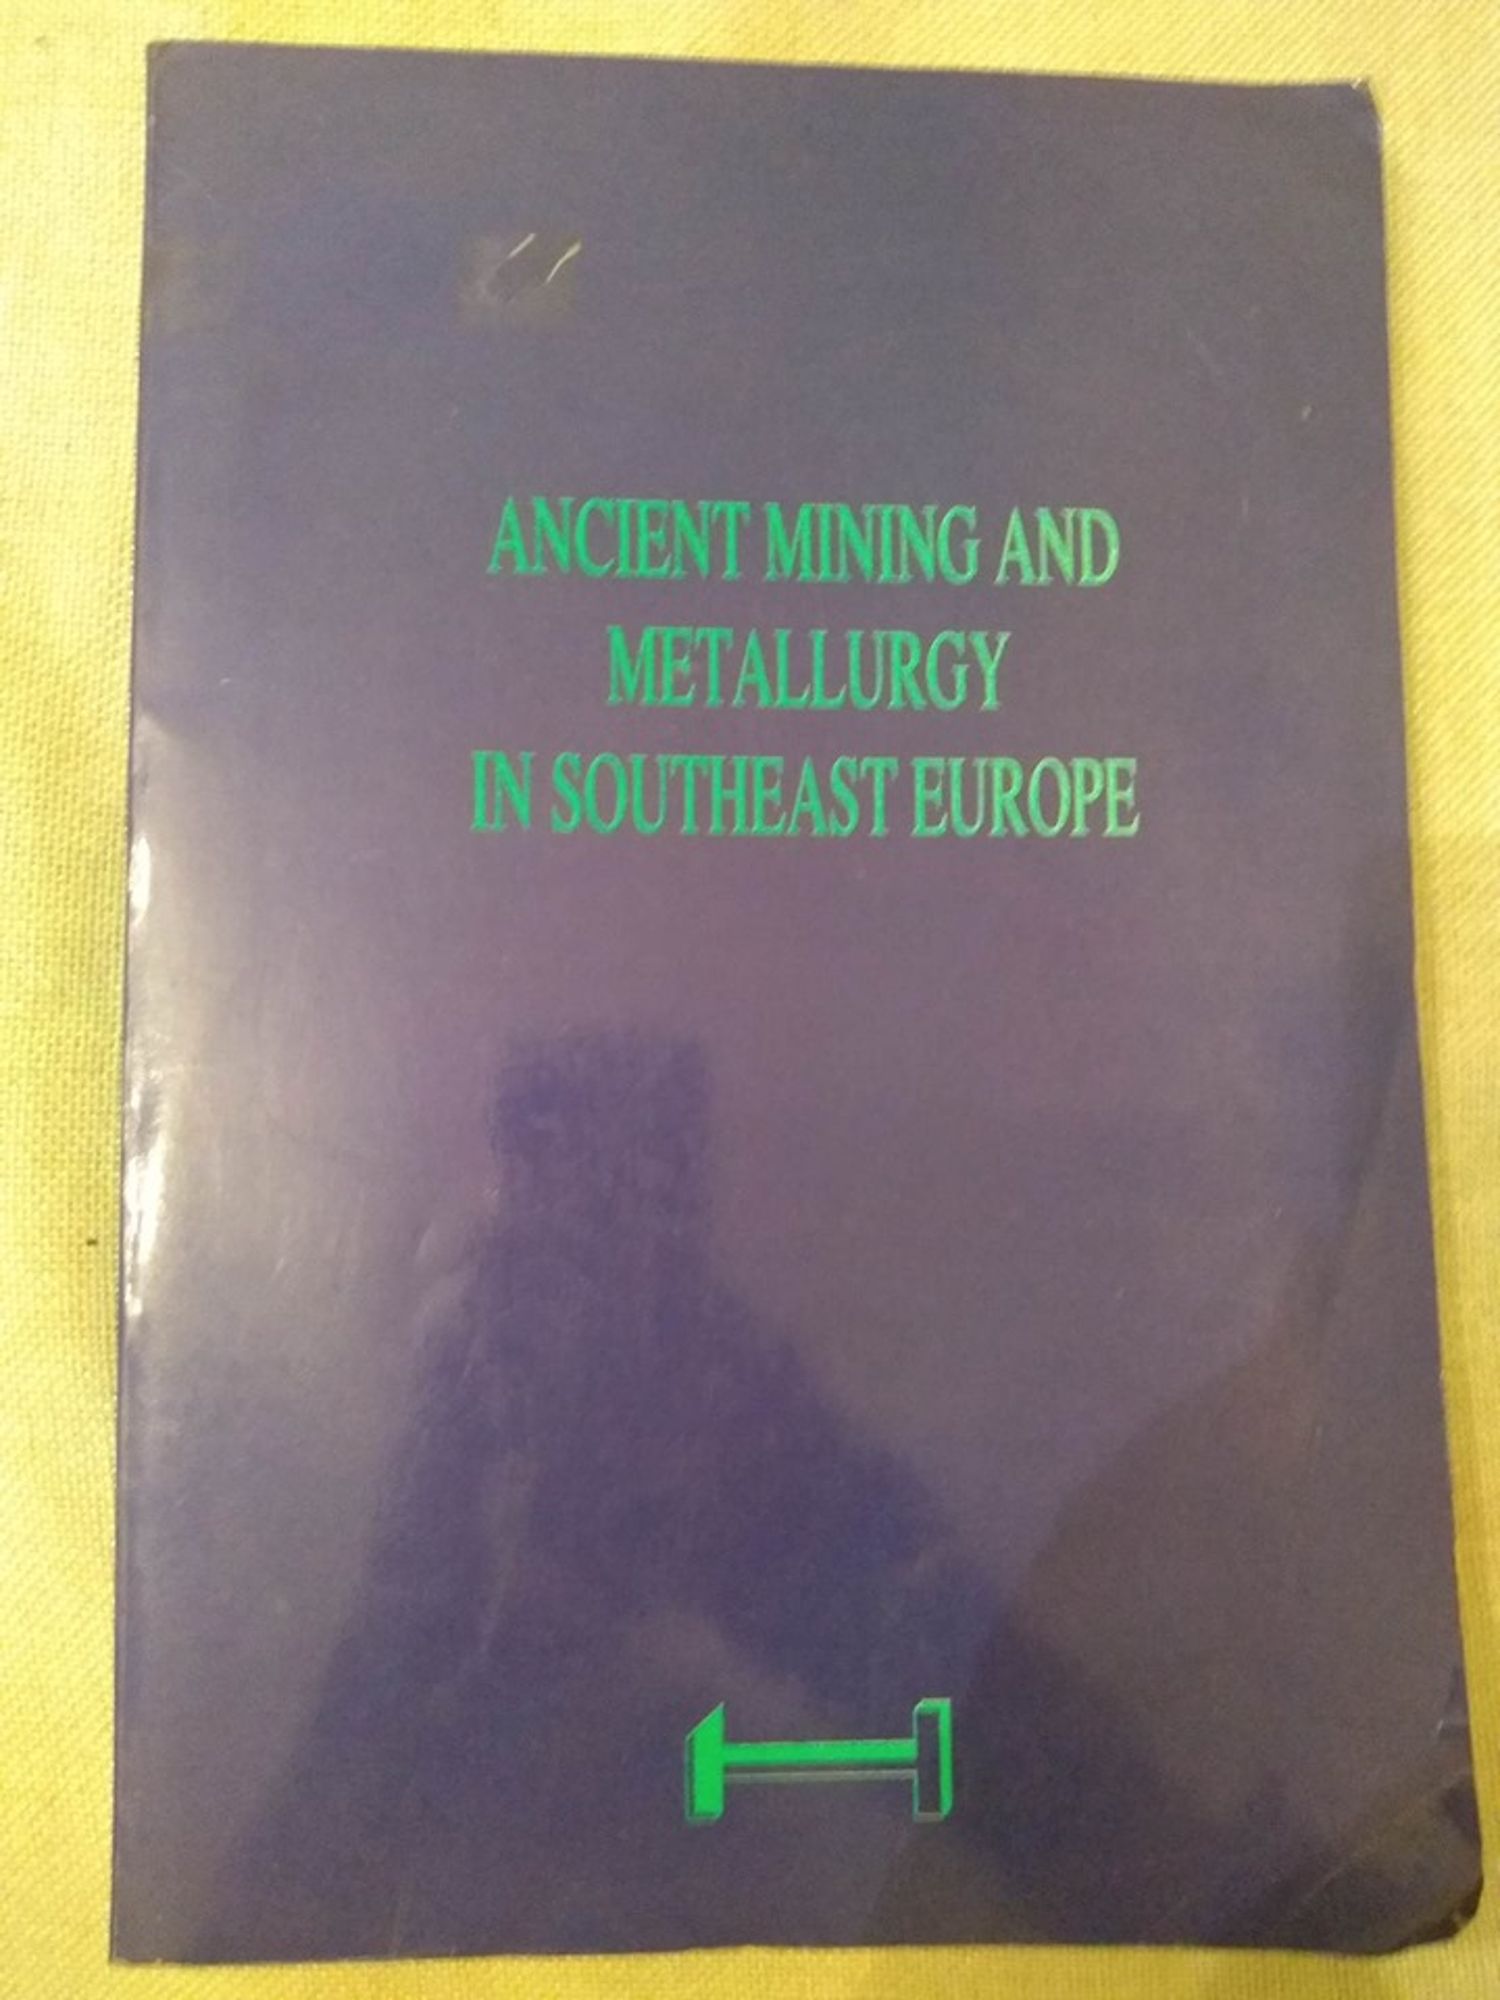 ANCIENT MINING AND
METALLURGY
IN SOUTHEAST EUROPE